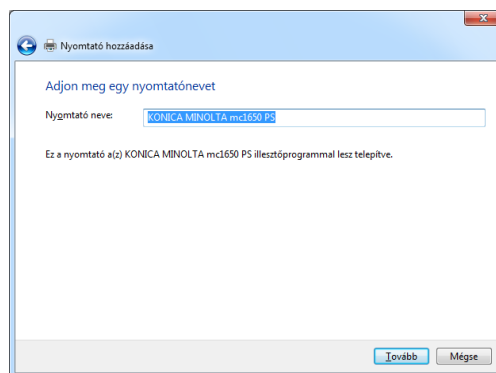 Nyomtató hozzáadása
Adjon meg egy nyomtatónevet
Nyomtató neve: KONICA MINOLTA mc1650 PS
Ez a nyomtató a(z) KONICA MINOLTA mc1650 PS illesztőprogrammal lesz telepítve.
Tovább Mégse